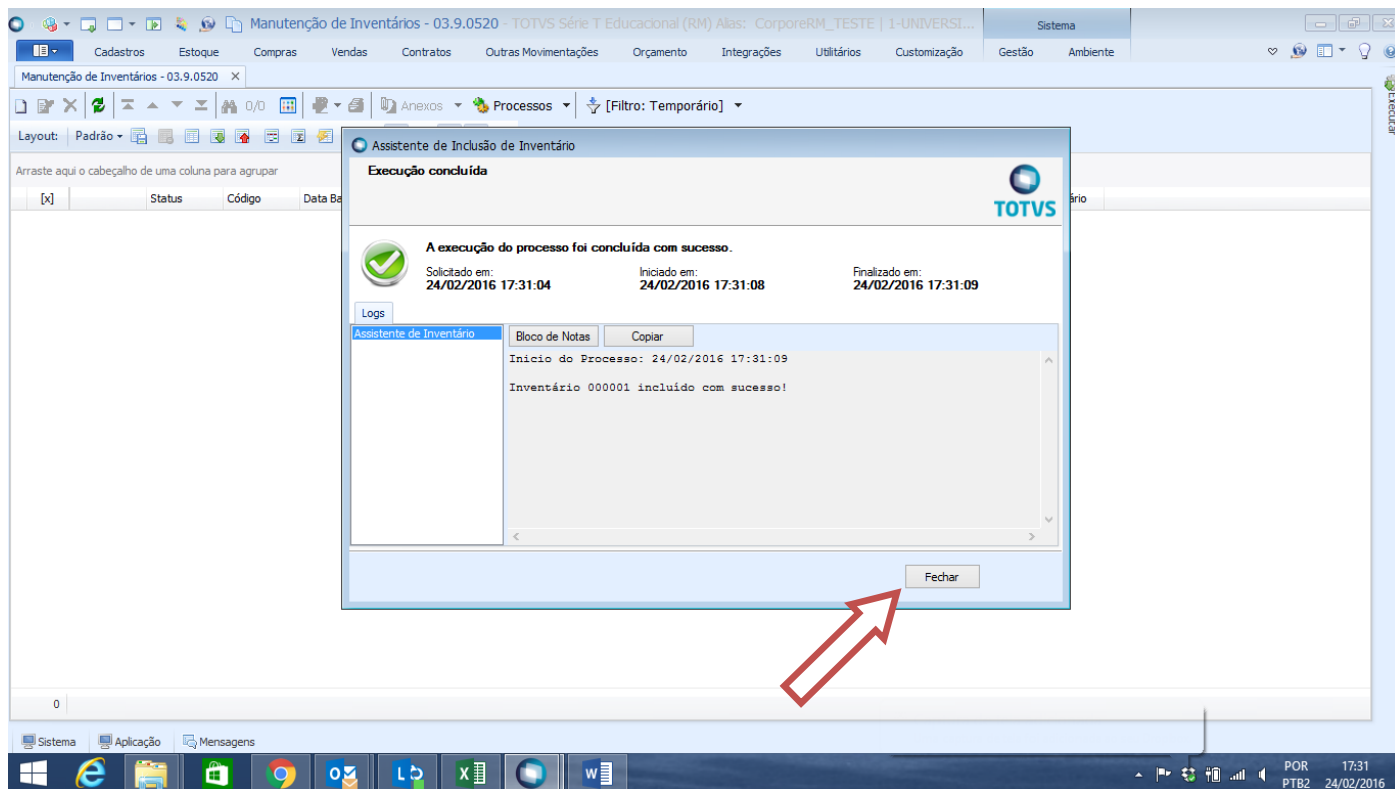 Manutenção de Inventários - 03.9.0520 - TOTVS Série T Educacional (RM) Alias: CorporeRM_TESTE | 1-UNIVERSI...
Sistema
Cadastros Estoque Compras Vendas Contratos Outras Movimentações Orçamento Integrações Utilitários Customização Gestão Ambiente
Manutenção de Inventários - 03.9.0520
0/0 Anexos Processos [Filtro: Temporário]
Executar
Layout: Padrão
Arraste aqui o cabeçalho de uma coluna para agrupar
[x] Status Código Data Ba ário
Assistente de Inclusão de Inventário
Execução concluída
TOTVS
A execução do processo foi concluída com sucesso.
Solicitado em: Iniciado em: Finalizado em:
24/02/2016 17:31:04 24/02/2016 17:31:08 24/02/2016 17:31:09
Logs
Assistente de Inventário
Bloco de Notas Copiar
Inicio do Processo: 24/02/2016 17:31:09
Inventário 000001 incluído com sucesso!
Fechar
0
Sistema Aplicação Mensagens
POR 17:31
PTB2 24/02/2016